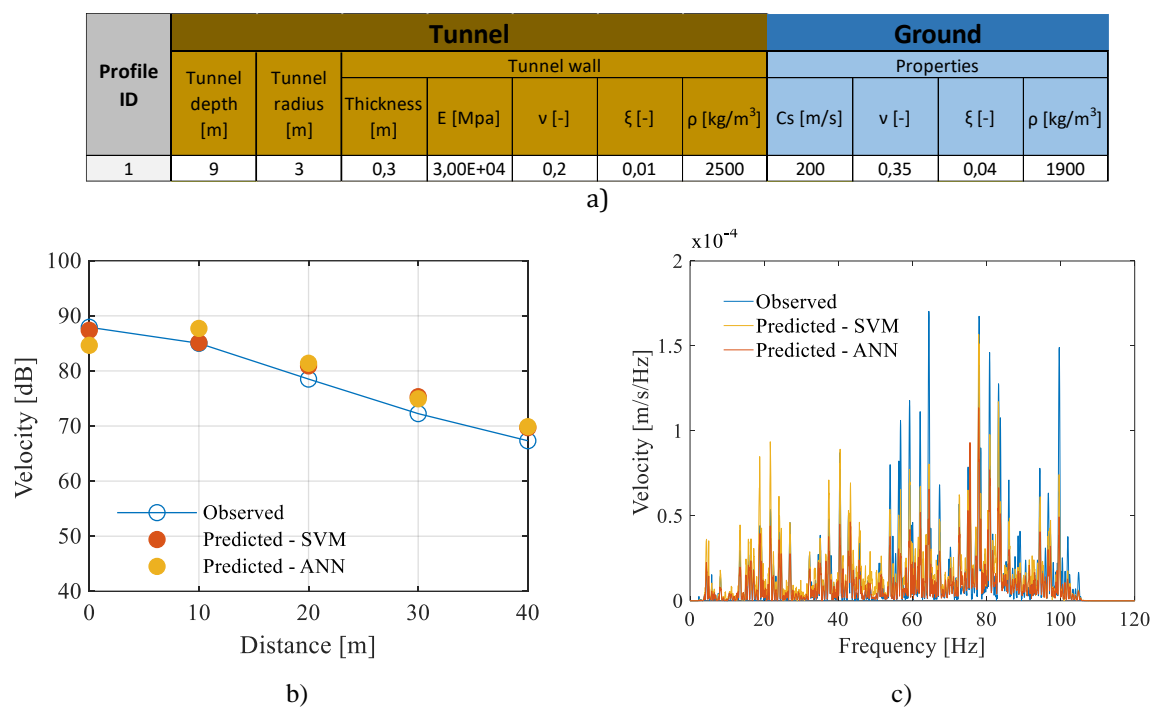 Tunnel Ground
Profile ID
Tunnel wall Properties
Tunnel depth [m] Tunnel radius [m] Thickness [m] E [Mpa] ν [-] ξ [-] ρ [kg/m³] Cs [m/s] ν [-] ξ [-] ρ [kg/m³]
1 9 3 0,3 3,00E+04 0,2 0,01 2500 200 0,35 0,04 1900
a)
100
90
80
70
60
50
40
Velocity [dB]
Observed
Predicted - SVM
Predicted - ANN
0 10 20 30 40
Distance [m]
b)
x10⁻⁴
2
1.5
1
0.5
0
Velocity [m/s/Hz]
Observed
Predicted - SVM
Predicted - ANN
0 20 40 60 80 100 120
Frequency [Hz]
c)